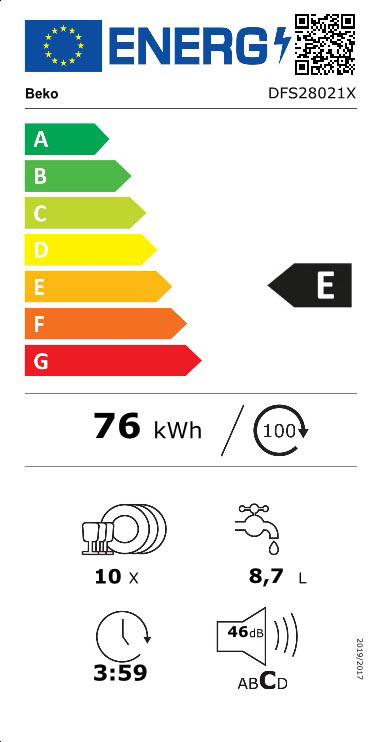 ENERG
Beko DFS28021X
A
B
C
D
E
E
F
G
76 kWh / 100
10 X
8,7 L
3:59
46dB
ABCD
2019/2017